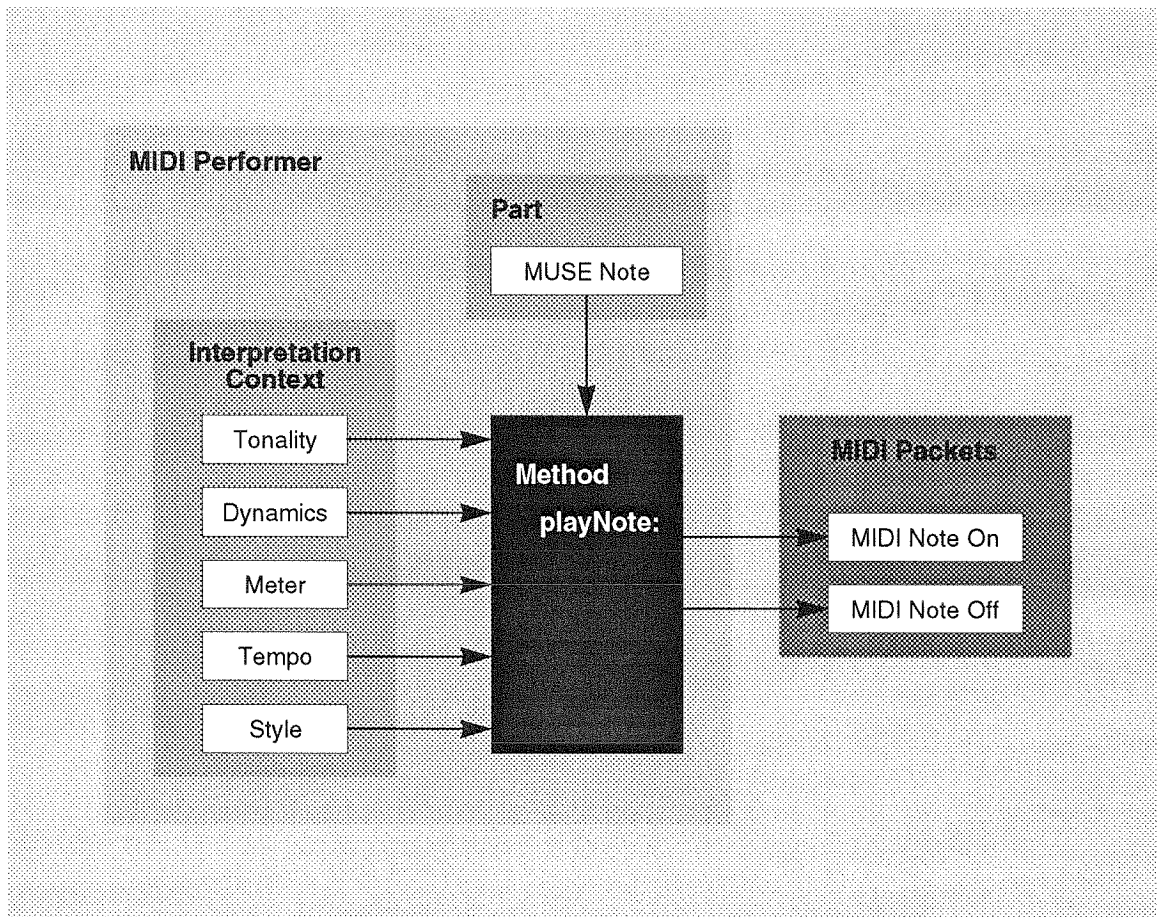 MIDI Performer
Part
MUSE Note
Interpretation
Context
Tonality
Dynamics
Meter
Tempo
Style
Method
playNote:
MIDI Packets
MIDI Note On
MIDI Note Off